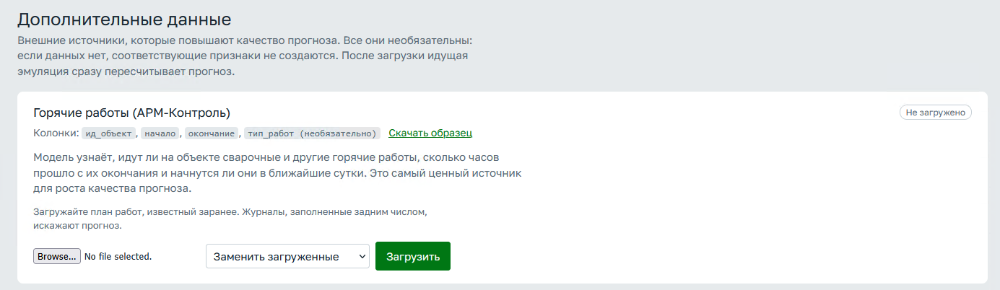 Дополнительные данные
Внешние источники, которые повышают качество прогноза. Все они необязательны:
если данных нет, соответствующие признаки не создаются. После загрузки идущая
эмуляция сразу пересчитывает прогноз.
Горячие работы (АРМ-Контроль)
Не загружено
Колонки: ид_объект, начало, окончание, тип_работ (необязательно) Скачать образец
Модель узнаёт, идут ли на объекте сварочные и другие горячие работы, сколько часов
прошло с их окончания и начнутся ли они в ближайшие сутки. Это самый ценный источник
для роста качества прогноза.
Загружайте план работ, известный заранее. Журналы, заполненные задним числом,
искажают прогноз.
Browse... No file selected. Заменить загруженные Загрузить